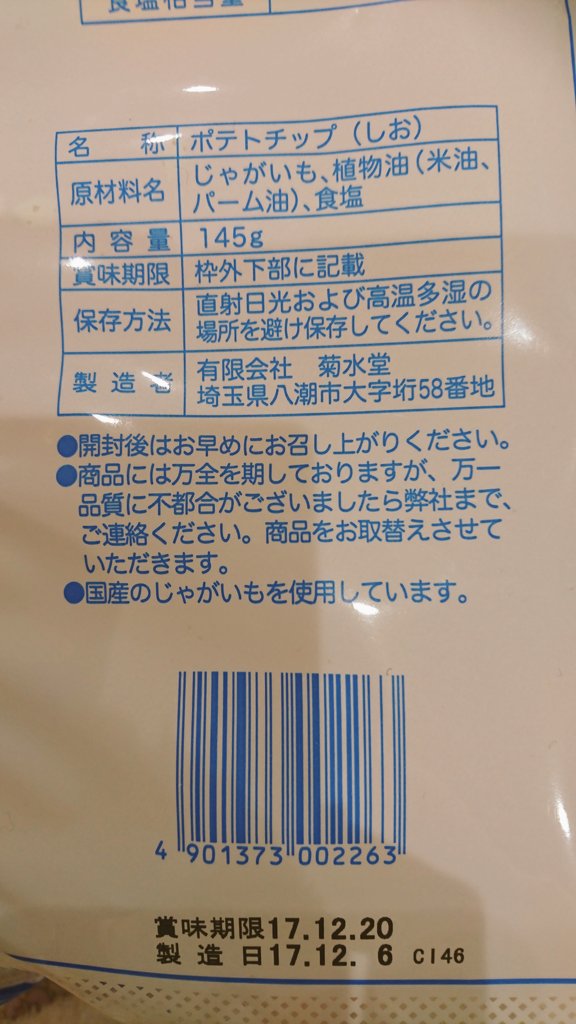 食塩相当量
名 称 ポテトチップ（しお）
原材料名 じゃがいも、植物油（米油、
パーム油）、食塩
内容量 145g
賞味期限 枠外下部に記載
保存方法 直射日光および高温多湿の
場所を避け保存してください。
製造者 有限会社 菊水堂
埼玉県八潮市大字垳58番地
●開封後はお早めにお召し上がりください。
●商品には万全を期しておりますが、万一
品質に不都合がございましたら弊社まで、
ご連絡ください。商品をお取替えさせて
いただきます。
●国産のじゃがいもを使用しています。
4 901373 002263
賞味期限17.12.20
製造日17.12. 6 C146